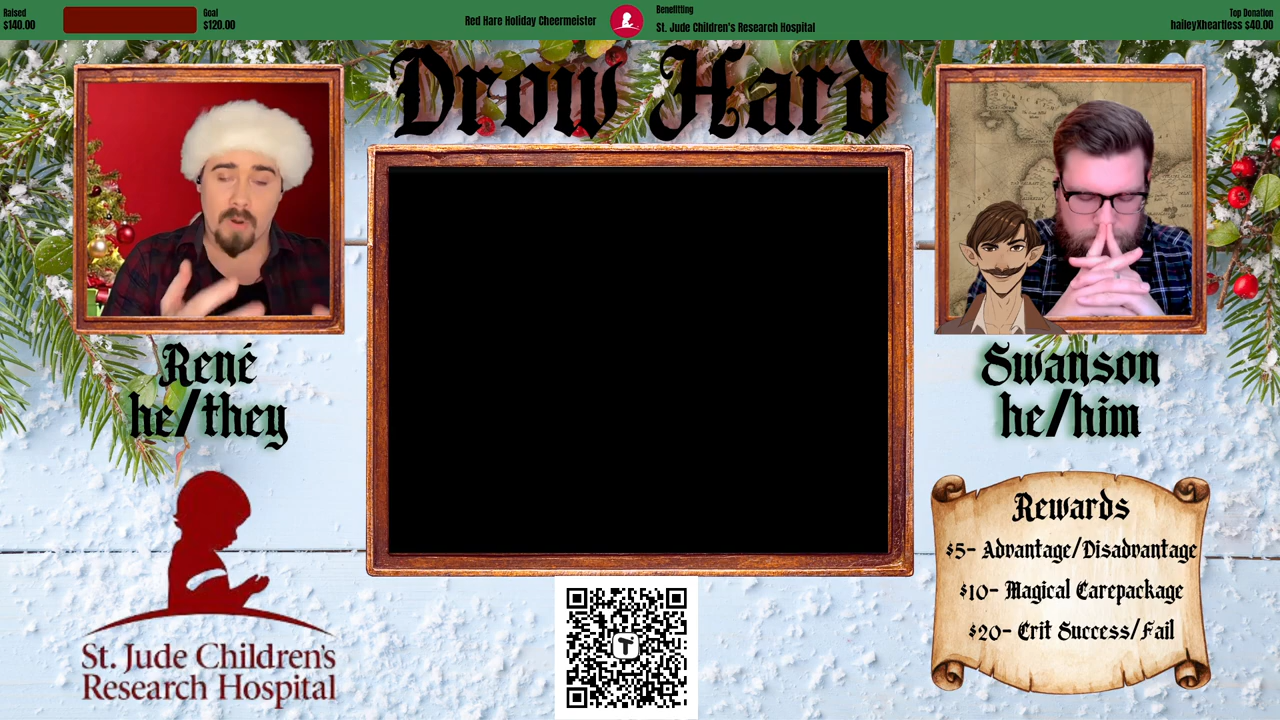 Raised
$140.00
Goal
$120.00
Red Hare Holiday Cheermeister
Benefitting
St. Jude Children's Research Hospital
Top Donation
haileyXheartless $40.00
Drow Hard
René
he/they
Swanson
he/him
St. Jude Children's
Research Hospital
Rewards
$5- Advantage/Disadvantage
$10- Magical Carepackage
$20- Crit Success/Fail